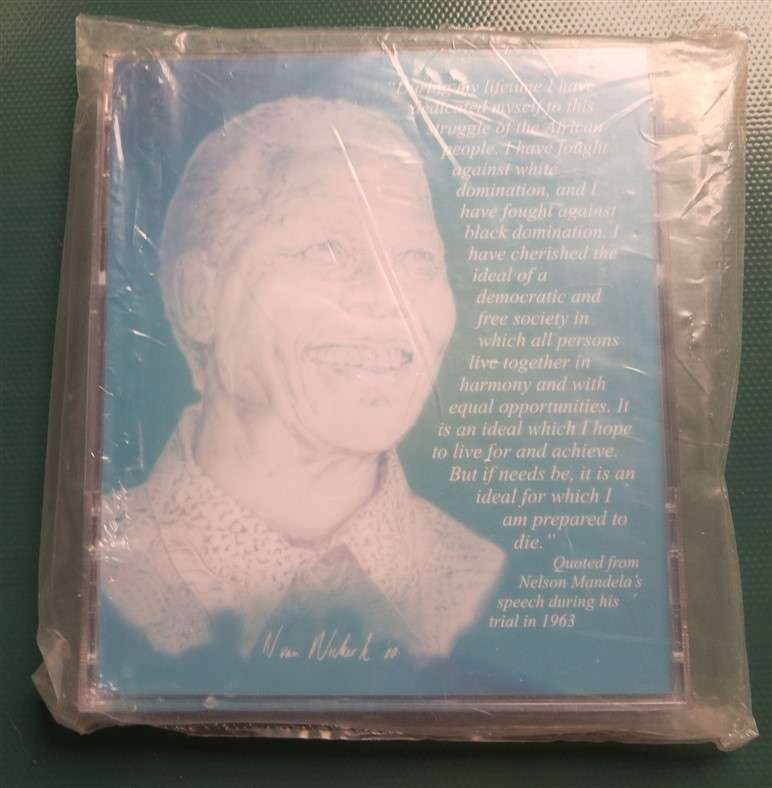 "During my lifetime I have
dedicated myself to this
struggle of the African
people. I have fought
against white
domination, and I
have fought against
black domination. I
have cherished the
ideal of a
democratic and
free society in
which all persons
live together in
harmony and with
equal opportunities. It
is an ideal which I hope
to live for and achieve.
But if needs be, it is an
ideal for which I
am prepared to
die."
Quoted from
Nelson Mandela's
speech during his
trial in 1963
N van Niekerk